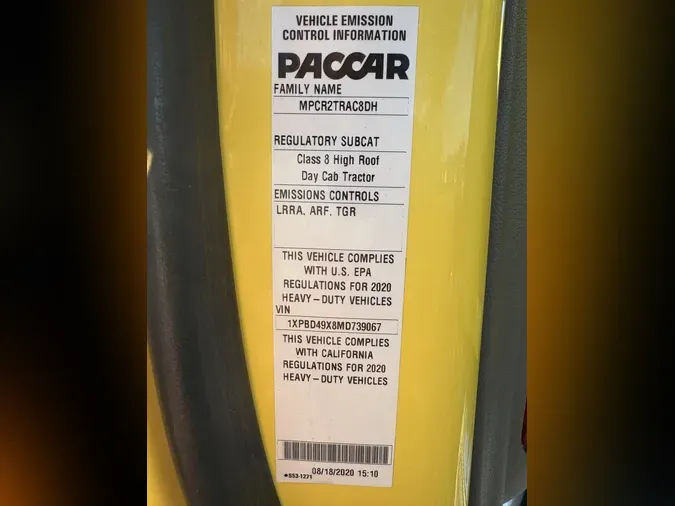 VEHICLE EMISSION
CONTROL INFORMATION
PACCAR
FAMILY NAME
MPCR2TRAC8DH
REGULATORY SUBCAT
Class 8 High Roof
Day Cab Tractor
EMISSIONS CONTROLS
LRRA, ARF, TGR
THIS VEHICLE COMPLIES
WITH U.S. EPA
REGULATIONS FOR 2020
HEAVY-DUTY VEHICLES
VIN
1XPBD49X8MD739067
THIS VEHICLE COMPLIES
WITH CALIFORNIA
REGULATIONS FOR 2020
HEAVY-DUTY VEHICLES
08/18/2020 15:10
*S53-1271